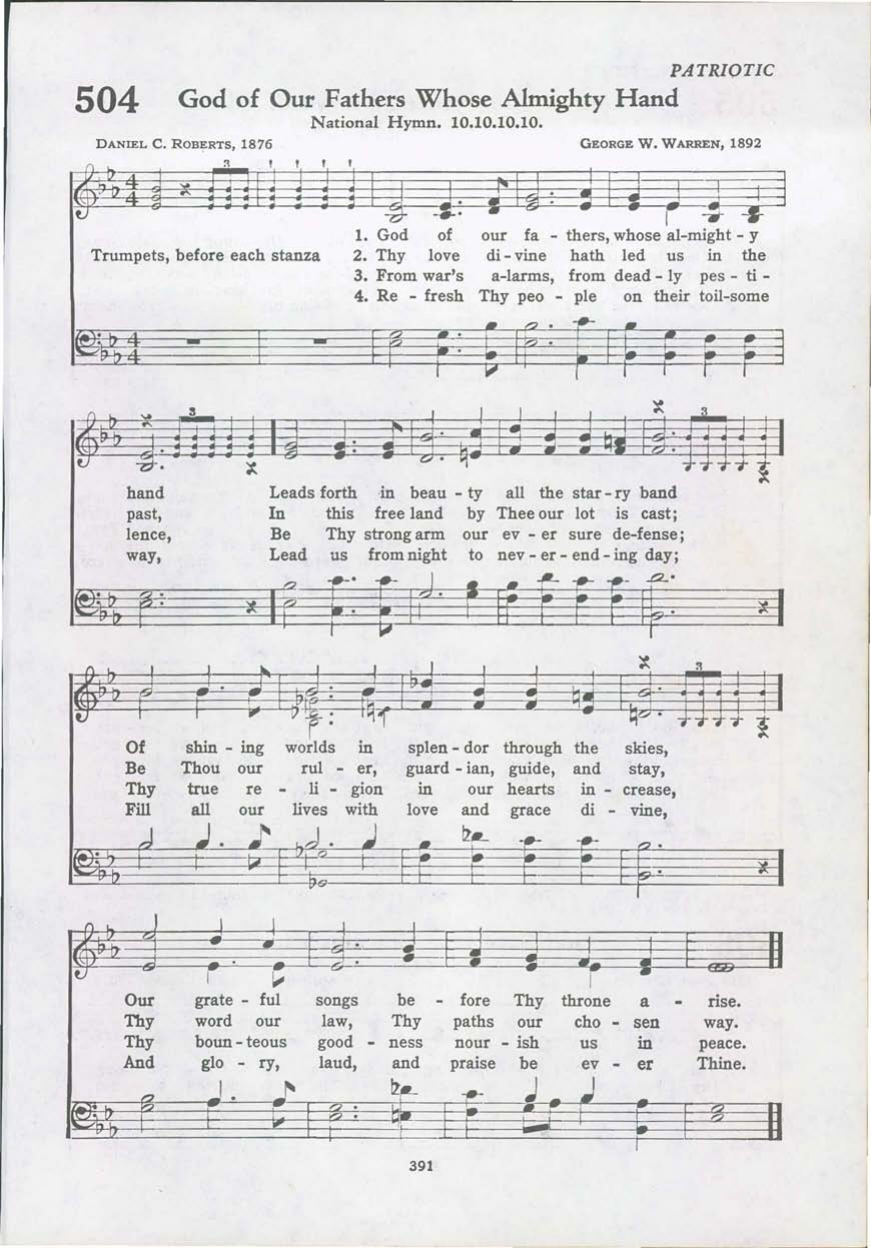 PATRIOTIC
504 God of Our Fathers Whose Almighty Hand
National Hymn. 10.10.10.10.
DANIEL C. ROBERTS, 1876 GEORGE W. WARREN, 1892
3
4 4
Trumpets, before each stanza
1. God of our fa - thers, whose al-might - y
2. Thy love di - vine hath led us in the
3. From war's a-larms, from dead - ly pes - ti -
4. Re - fresh Thy peo - ple on their toil-some
4 4
3 3
hand Leads forth in beau - ty all the star - ry band
past, In this free land by Thee our lot is cast;
lence, Be Thy strong arm our ev - er sure de-fense;
way, Lead us from night to nev - er - end - ing day;
3
Of shin - ing worlds in splen - dor through the skies,
Be Thou our rul - er, guard - ian, guide, and stay,
Thy true re - li - gion in our hearts in - crease,
Fill all our lives with love and grace di - vine,
Our grate - ful songs be - fore Thy throne a - rise.
Thy word our law, Thy paths our cho - sen way.
Thy boun - teous good - ness nour - ish us in peace.
And glo - ry, laud, and praise be ev - er Thine.
391